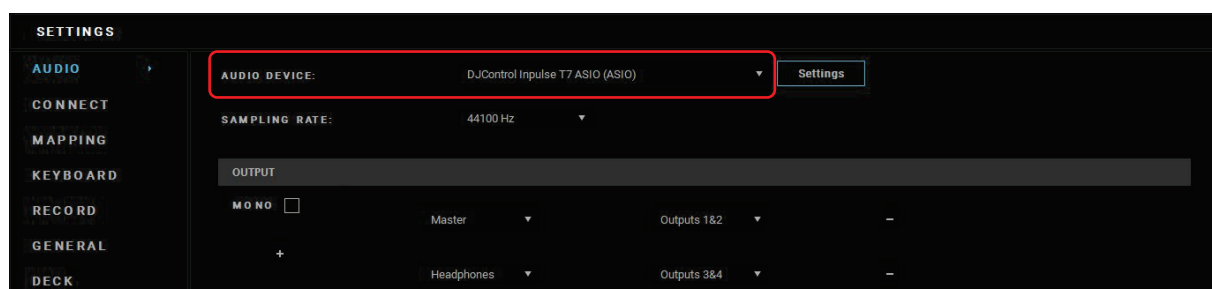 SETTINGS
AUDIO
AUDIO DEVICE: DJControl Inpulse T7 ASIO (ASIO) Settings
CONNECT
SAMPLING RATE: 44100 Hz
MAPPING
KEYBOARD
OUTPUT
RECORD
MONO
Master Outputs 1&2 –
GENERAL
+
DECK
Headphones Outputs 3&4 –